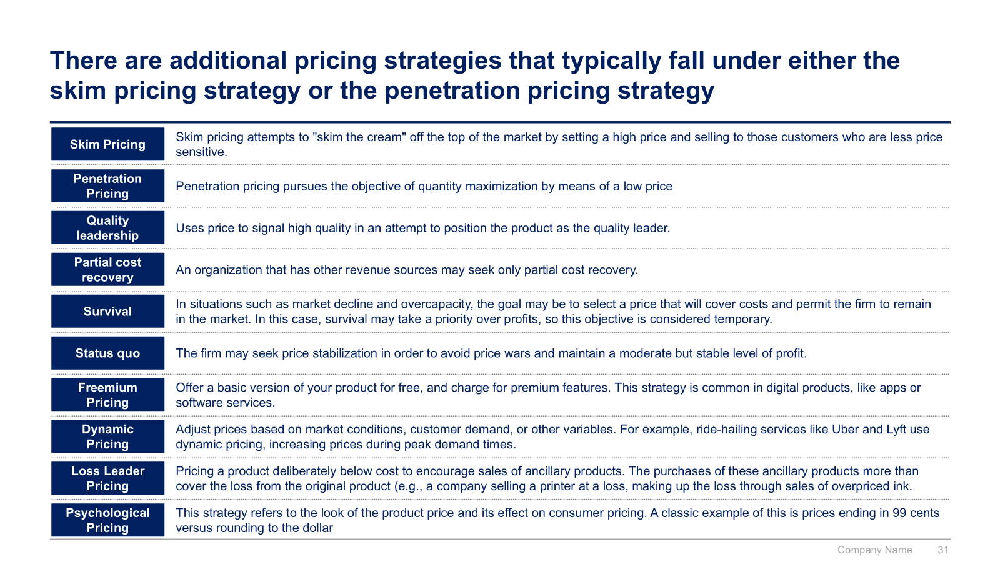 There are additional pricing strategies that typically fall under either the
skim pricing strategy or the penetration pricing strategy
Skim Pricing
Skim pricing attempts to "skim the cream" off the top of the market by setting a high price and selling to those customers who are less price
sensitive.
Penetration
Pricing
Penetration pricing pursues the objective of quantity maximization by means of a low price
Quality
leadership
Uses price to signal high quality in an attempt to position the product as the quality leader.
Partial cost
recovery
An organization that has other revenue sources may seek only partial cost recovery.
Survival
In situations such as market decline and overcapacity, the goal may be to select a price that will cover costs and permit the firm to remain
in the market. In this case, survival may take a priority over profits, so this objective is considered temporary.
Status quo
The firm may seek price stabilization in order to avoid price wars and maintain a moderate but stable level of profit.
Freemium
Pricing
Offer a basic version of your product for free, and charge for premium features. This strategy is common in digital products, like apps or
software services.
Dynamic
Pricing
Adjust prices based on market conditions, customer demand, or other variables. For example, ride-hailing services like Uber and Lyft use
dynamic pricing, increasing prices during peak demand times.
Loss Leader
Pricing
Pricing a product deliberately below cost to encourage sales of ancillary products. The purchases of these ancillary products more than
cover the loss from the original product (e.g., a company selling a printer at a loss, making up the loss through sales of overpriced ink.
Psychological
Pricing
This strategy refers to the look of the product price and its effect on consumer pricing. A classic example of this is prices ending in 99 cents
versus rounding to the dollar
Company Name 31